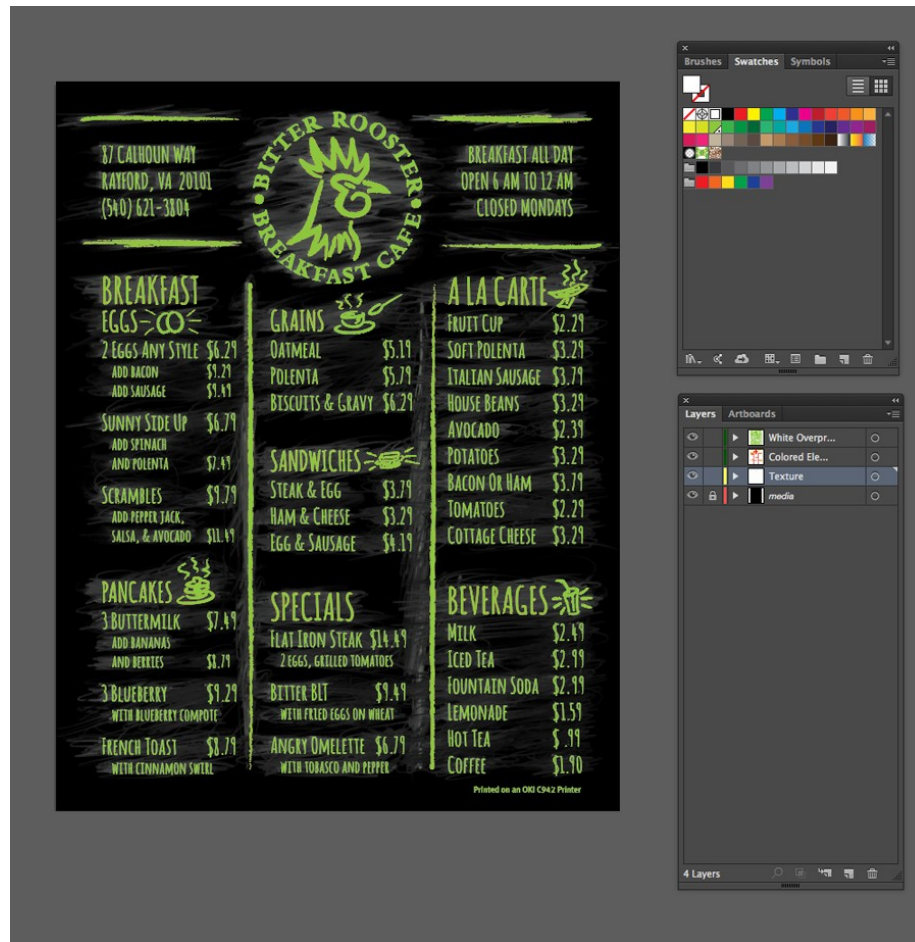 Brushes Swatches Symbols
87 CALHOUN WAY
RAYFORD, VA 20101
(540) 621-3804
BITTER ROOSTER
BREAKFAST CAFE
BREAKFAST ALL DAY
OPEN 6 AM TO 12 AM
CLOSED MONDAYS
BREAKFAST
EGGS
2 EGGS ANY STYLE $6.29
ADD BACON $9.29
ADD SAUSAGE $9.49
SUNNY SIDE UP $6.79
ADD SPINACH
AND POLENTA $7.49
SCRAMBLES $9.79
ADD PEPPER JACK,
SALSA, & AVOCADO $11.49
PANCAKES
3 BUTTERMILK $7.49
ADD BANANAS
AND BERRIES $8.79
3 BLUEBERRY $9.29
WITH BLUEBERRY COMPOTE
FRENCH TOAST $8.79
WITH CINNAMON SWIRL
GRAINS
OATMEAL $5.19
POLENTA $5.79
BISCUITS & GRAVY $6.29
SANDWICHES
STEAK & EGG $3.79
HAM & CHEESE $3.29
EGG & SAUSAGE $4.19
SPECIALS
FLAT IRON STEAK $14.49
2 EGGS, GRILLED TOMATOES
BITTER BLT $9.49
WITH FRIED EGGS ON WHEAT
ANGRY OMELETTE $6.79
WITH TOBASCO AND PEPPER
A LA CARTE
FRUIT CUP $2.29
SOFT POLENTA $3.29
ITALIAN SAUSAGE $3.79
HOUSE BEANS $3.29
AVOCADO $2.39
POTATOES $3.29
BACON OR HAM $3.79
TOMATOES $2.29
COTTAGE CHEESE $3.29
BEVERAGES
MILK $2.49
ICED TEA $2.99
FOUNTAIN SODA $2.99
LEMONADE $1.59
HOT TEA $ .99
COFFEE $1.90
Printed on an OKI C942 Printer
Layers Artboards
White Overpr...
Colored Ele...
Texture
media
4 Layers